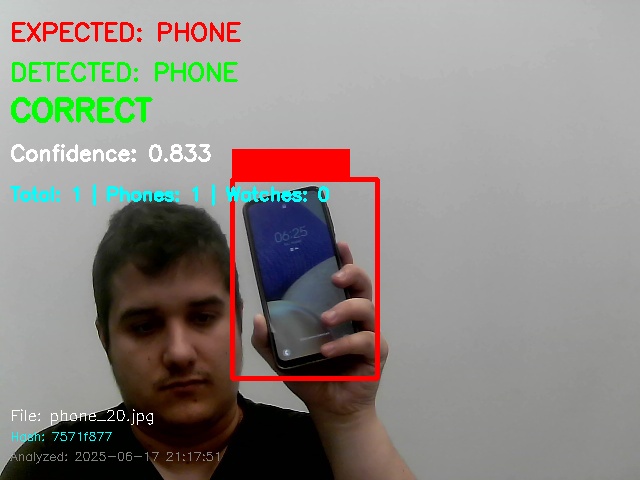 EXPECTED: PHONE
DETECTED: PHONE
CORRECT
Confidence: 0.833
Total: 1 | Phones: 1 | Watches: 0
06:25
File: phone_20.jpg
Hash: 7571f877
Analyzed: 2025-06-17 21:17:51